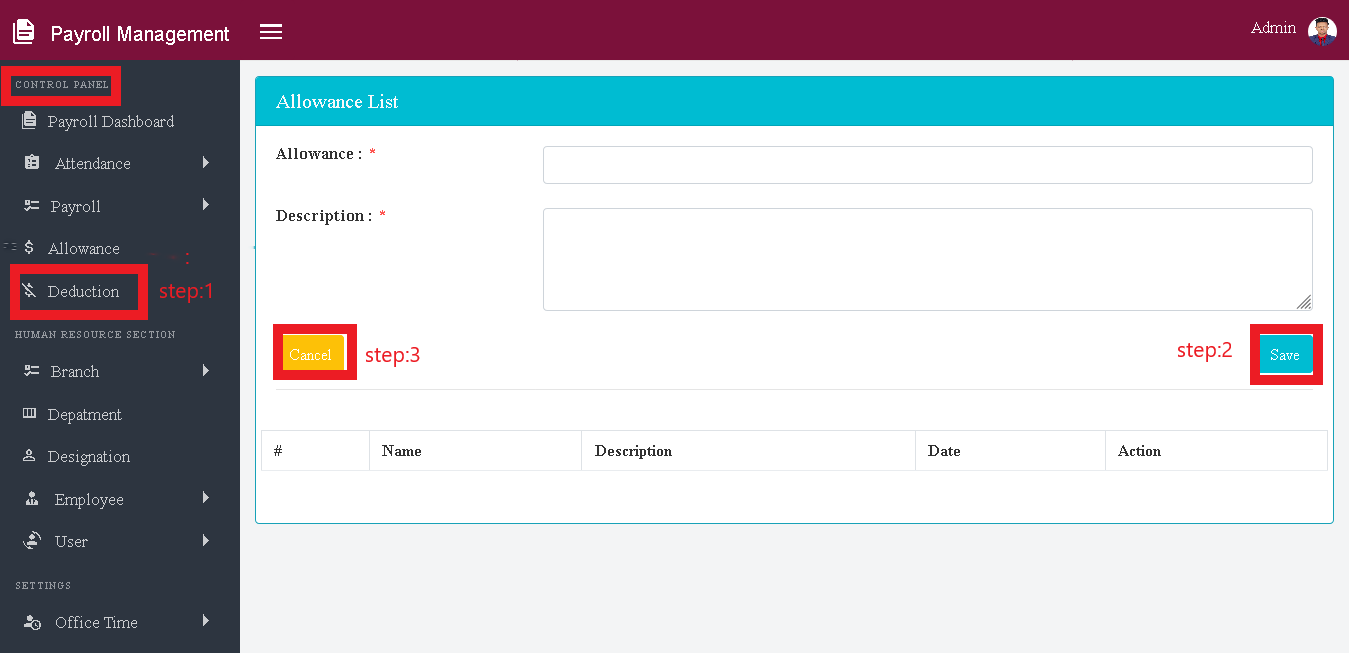 Payroll Management
Admin
CONTROL PANEL
Payroll Dashboard
Attendance
Payroll
Allowance
Deduction
step:1
HUMAN RESOURCE SECTION
Branch
Depatment
Designation
Employee
User
SETTINGS
Office Time
Allowance List
Allowance : *
Description : *
Cancel
step:3
step:2
Save
# Name Description Date Action